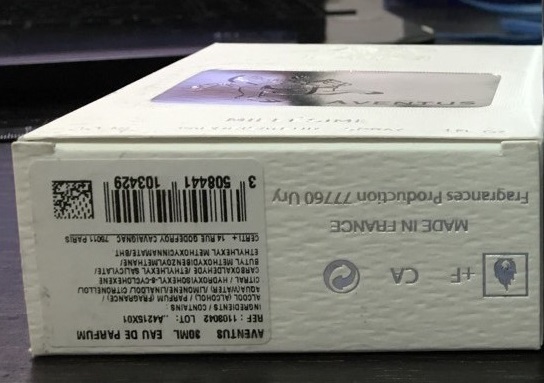 AVENTUS
MILLESIME
AVENTUS 30ML EAU DE PARFUM
REF : 1103042 LOT: ..A4215X01
INGREDIENTS / CONTAINS :
ALCOOL (ALCOHOL) / PARFUM (FRAGRANCE) /
AQUA/WATER /LIMONENE/LINALOOL/ CITRONELLOL/
CITRAL / HYDROXYISOHEXYL-3-CYCLOHEXENE
CARBOXALDEHYDE /ETHYLHEXYL SALICYLATE/
BUTYL METHOXYDIBENZOYLMETHANE/
ETHYLHEXYL METHOXYCINNAMATE/BHT
CERTI+ 14 RUE GODEFROY CAVAIGNAC 75011 PARIS
3 508441 103429
+F CA
MADE IN FRANCE
Fragrances Production 77760 Ury